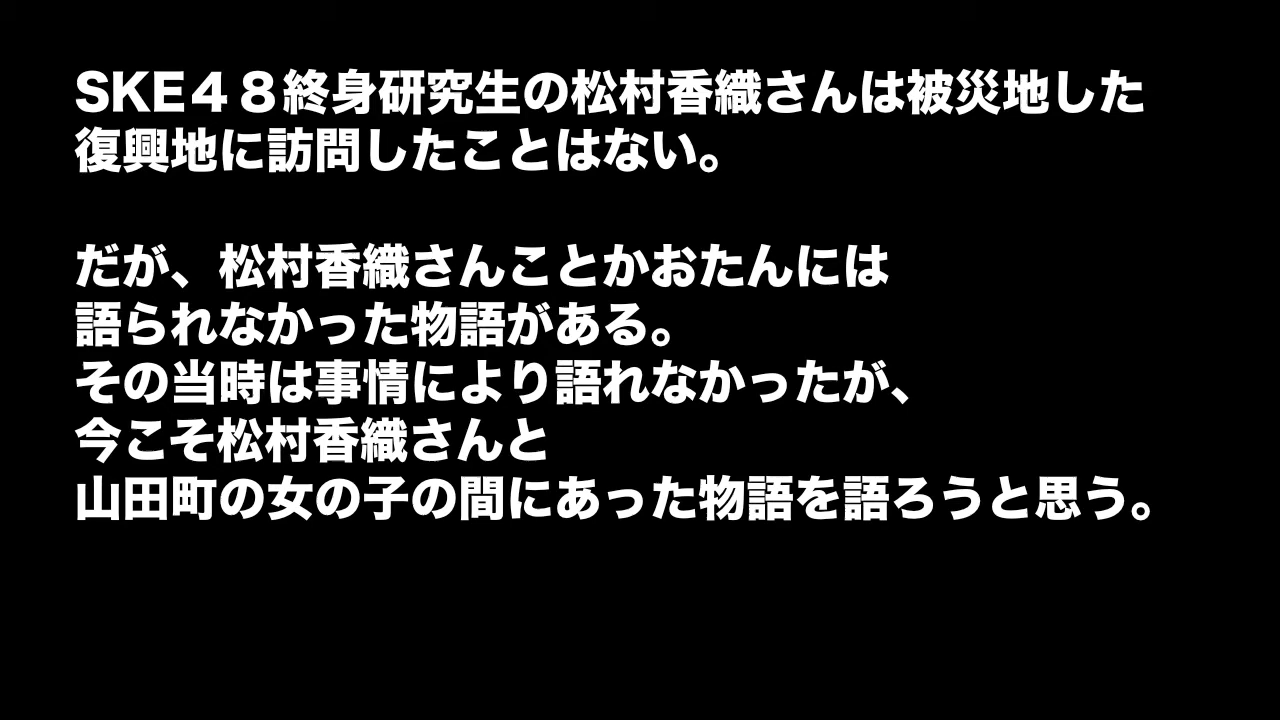 SKE４８終身研究生の松村香織さんは被災地した
復興地に訪問したことはない。
だが、松村香織さんことかおたんには
語られなかった物語がある。
その当時は事情により語れなかったが、
今こそ松村香織さんと
山田町の女の子の間にあった物語を語ろうと思う。